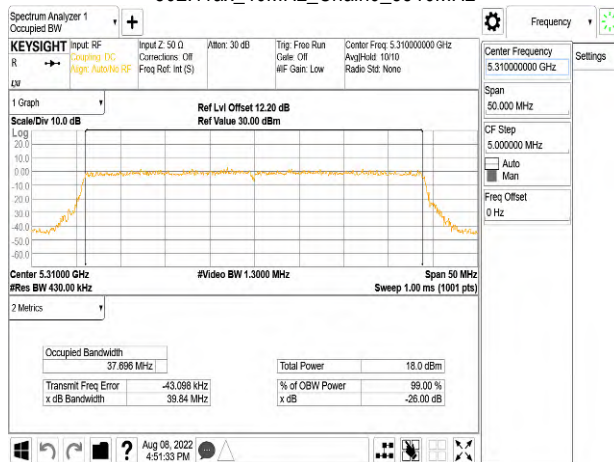 Spectrum Analyzer 1
Occupied BW
Frequency
KEYSIGHT
R
Input: RF
Coupling: DC
Align: Auto/No RF
Input Z: 50 Ω
Corrections: Off
Freq Ref: Int (S)
Atten: 30 dB
Trig: Free Run
Gate: Off
#IF Gain: Low
Center Freq: 5.310000000 GHz
Avg|Hold: 10/10
Radio Std: None
Center Frequency
5.310000000 GHz
Settings
Span
50.000 MHz
CF Step
5.000000 MHz
Auto
Man
Freq Offset
0 Hz
1 Graph
Scale/Div 10.0 dB
Ref Lvl Offset 12.20 dB
Ref Value 30.00 dBm
Log
20.0
10.0
0.00
-10.0
-20.0
-30.0
-40.0
-50.0
-60.0
Center 5.31000 GHz
#Res BW 430.00 kHz
#Video BW 1.3000 MHz
Span 50 MHz
Sweep 1.00 ms (1001 pts)
2 Metrics
Occupied Bandwidth
37.696 MHz
Total Power 18.0 dBm
Transmit Freq Error -43.098 kHz
% of OBW Power 99.00 %
x dB Bandwidth 39.84 MHz
x dB -26.00 dB
?
Aug 08, 2022
4:51:33 PM